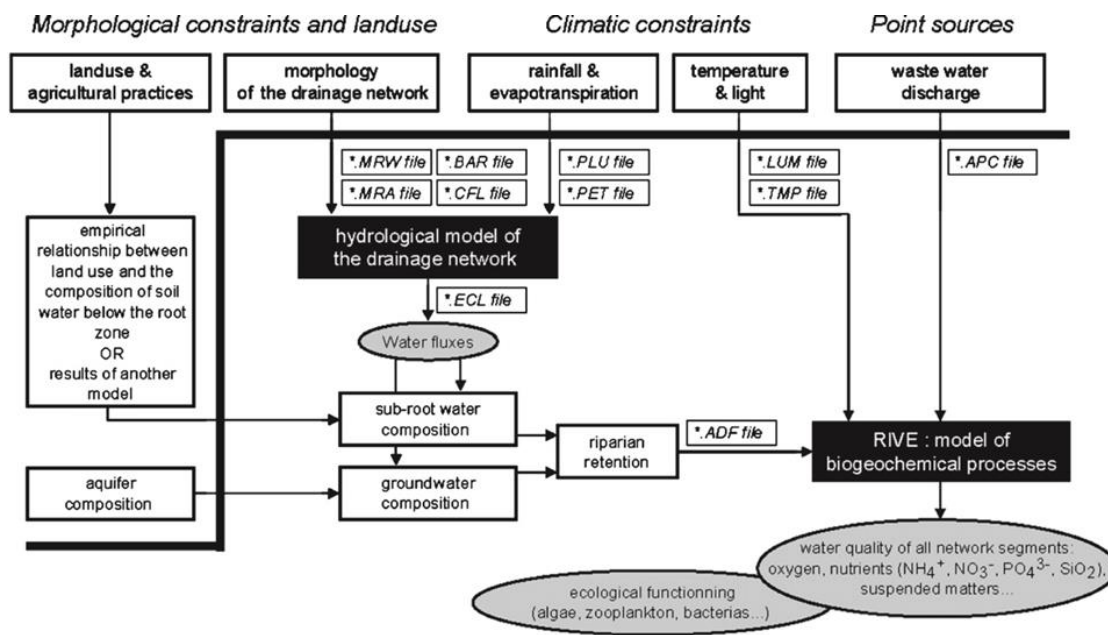 Morphological constraints and landuse
Climatic constraints
Point sources
landuse &
agricultural practices
morphology
of the drainage network
rainfall &
evapotranspiration
temperature
& light
waste water
discharge
*.MRW file
*.BAR file
*.PLU file
*.LUM file
*.APC file
*.MRA file
*.CFL file
*.PET file
*.TMP file
empirical
relationship between
land use and the
composition of soil
water below the root
zone
OR
results of another
model
hydrological model of
the drainage network
*.ECL file
Water fluxes
sub-root water
composition
riparian
retention
*.ADF file
RIVE : model of
biogeochemical processes
aquifer
composition
groundwater
composition
water quality of all network segments:
oxygen, nutrients (NH₄⁺, NO₃⁻, PO₄³⁻, SiO₂),
suspended matters...
ecological functionning
(algae, zooplankton, bacterias...)